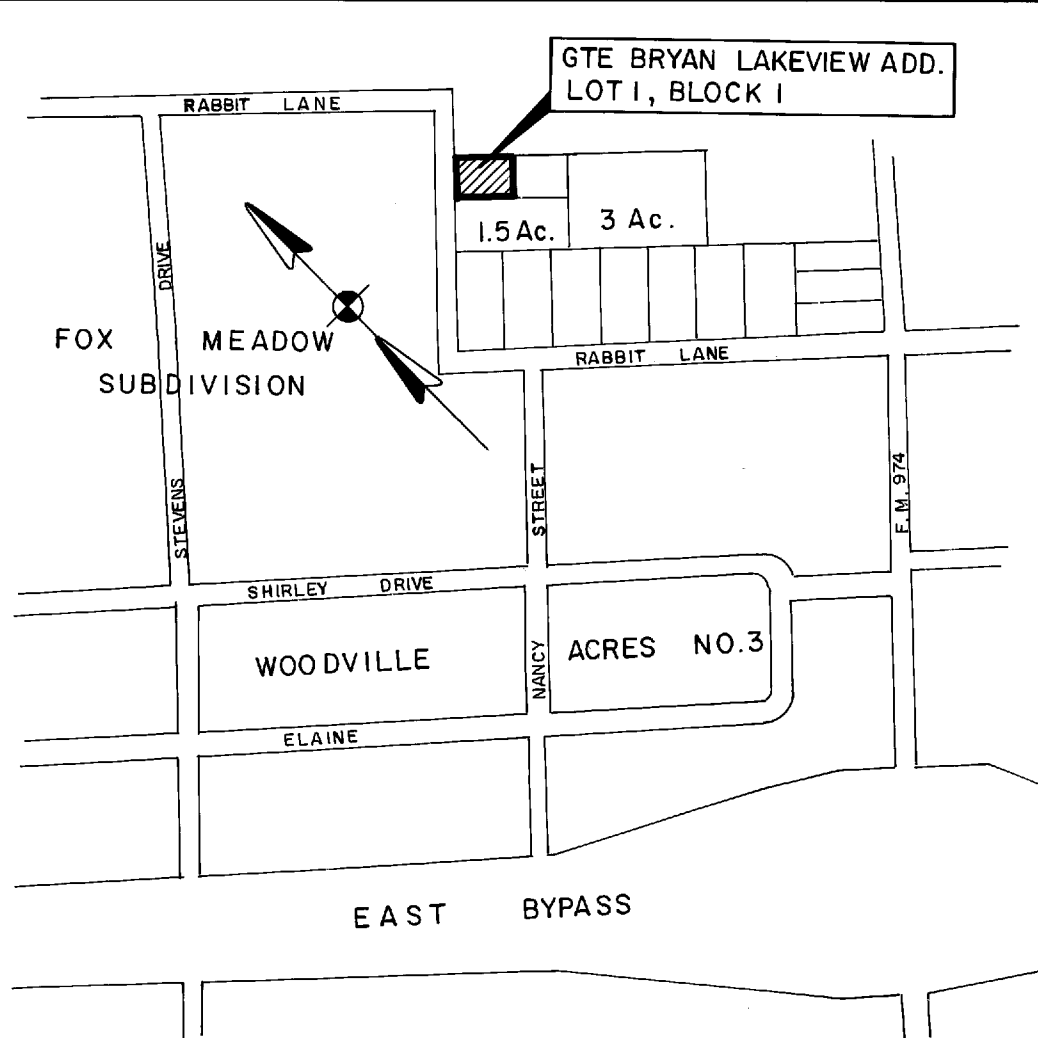 GTE BRYAN LAKEVIEW ADD.
LOT 1, BLOCK 1
RABBIT LANE
1.5 Ac.
3 Ac.
DRIVE
FOX MEADOW
SUBDIVISION
RABBIT LANE
STEVENS
STREET
F.M. 974
SHIRLEY DRIVE
WOODVILLE ACRES NO.3
NANCY
ELAINE
EAST BYPASS